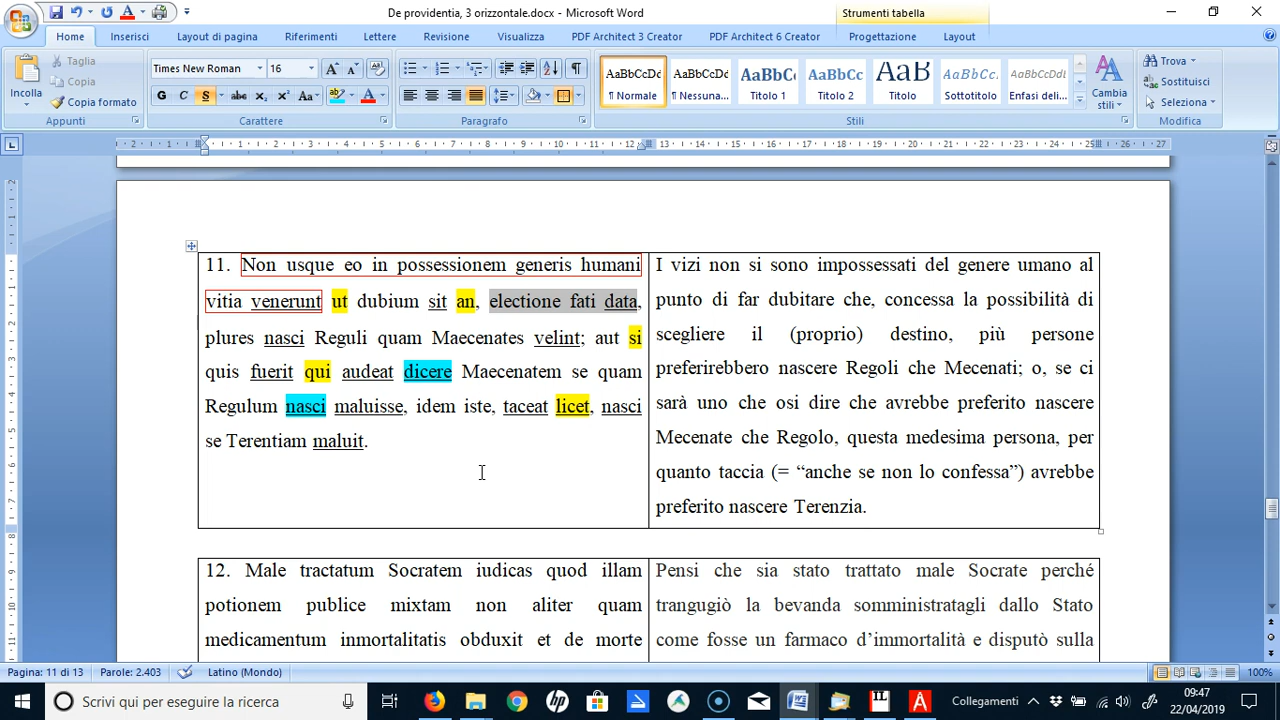 De providentia, 3 orizzontale.docx - Microsoft Word
Strumenti tabella
Home
Inserisci
Layout di pagina
Riferimenti
Lettere
Revisione
Visualizza
PDF Architect 3 Creator
PDF Architect 6 Creator
Progettazione
Layout
Incolla
Taglia
Copia
Copia formato
Appunti
Times New Roman
16
Carattere
Paragrafo
AaBbCcDd AaBbCcDd AaBbC AaBbCc AaB AaBbCc. AaBbCcDd
¶ Normale ¶ Nessuna... Titolo 1 Titolo 2 Titolo Sottotitolo Enfasi deli...
Cambia stili
Stili
Trova
Sostituisci
Seleziona
Modifica
11. Non usque eo in possessionem generis humani
vitia venerunt ut dubium sit an, electione fati data,
plures nasci Reguli quam Maecenates velint; aut si
quis fuerit qui audeat dicere Maecenatem se quam
Regulum nasci maluisse, idem iste, taceat licet, nasci
se Terentiam maluit.
I vizi non si sono impossessati del genere umano al
punto di far dubitare che, concessa la possibilità di
scegliere il (proprio) destino, più persone
preferirebbero nascere Regoli che Mecenati; o, se ci
sarà uno che osi dire che avrebbe preferito nascere
Mecenate che Regolo, questa medesima persona, per
quanto taccia (= “anche se non lo confessa”) avrebbe
preferito nascere Terenzia.
12. Male tractatum Socratem iudicas quod illam
potionem publice mixtam non aliter quam
medicamentum inmortalitatis obduxit et de morte
Pensi che sia stato trattato male Socrate perché
trangugiò la bevanda somministratagli dallo Stato
come fosse un farmaco d’immortalità e disputò sulla
Pagina: 11 di 13
Parole: 2.403
Latino (Mondo)
100%
Scrivi qui per eseguire la ricerca
Collegamenti
09:47
22/04/2019